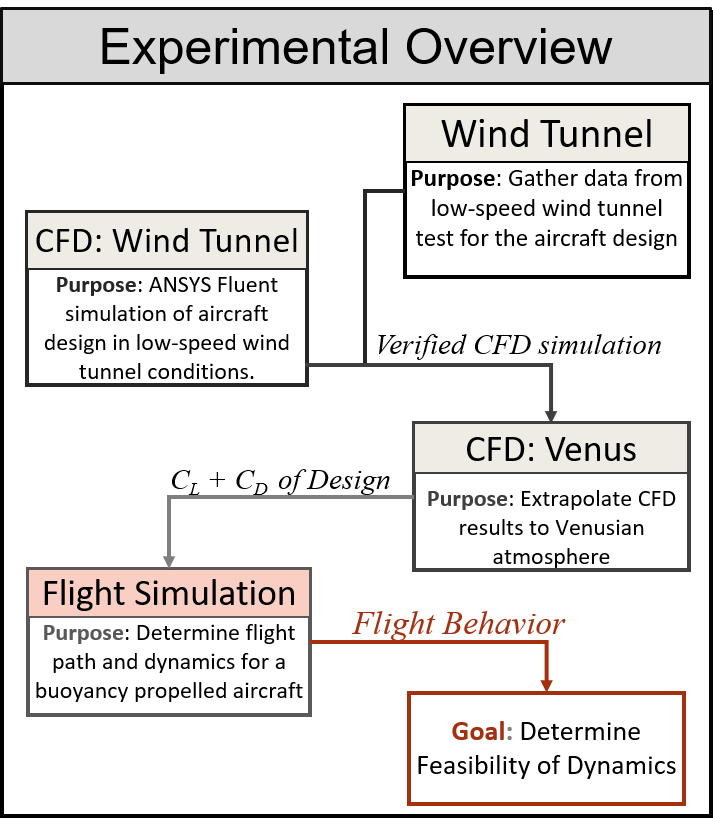 Experimental Overview
Wind Tunnel
Purpose: Gather data from
low-speed wind tunnel
test for the aircraft design
CFD: Wind Tunnel
Purpose: ANSYS Fluent
simulation of aircraft
design in low-speed wind
tunnel conditions.
Verified CFD simulation
CFD: Venus
Purpose: Extrapolate CFD
results to Venusian
atmosphere
C_L + C_D of Design
Flight Simulation
Purpose: Determine flight
path and dynamics for a
buoyancy propelled aircraft
Flight Behavior
Goal: Determine
Feasibility of Dynamics